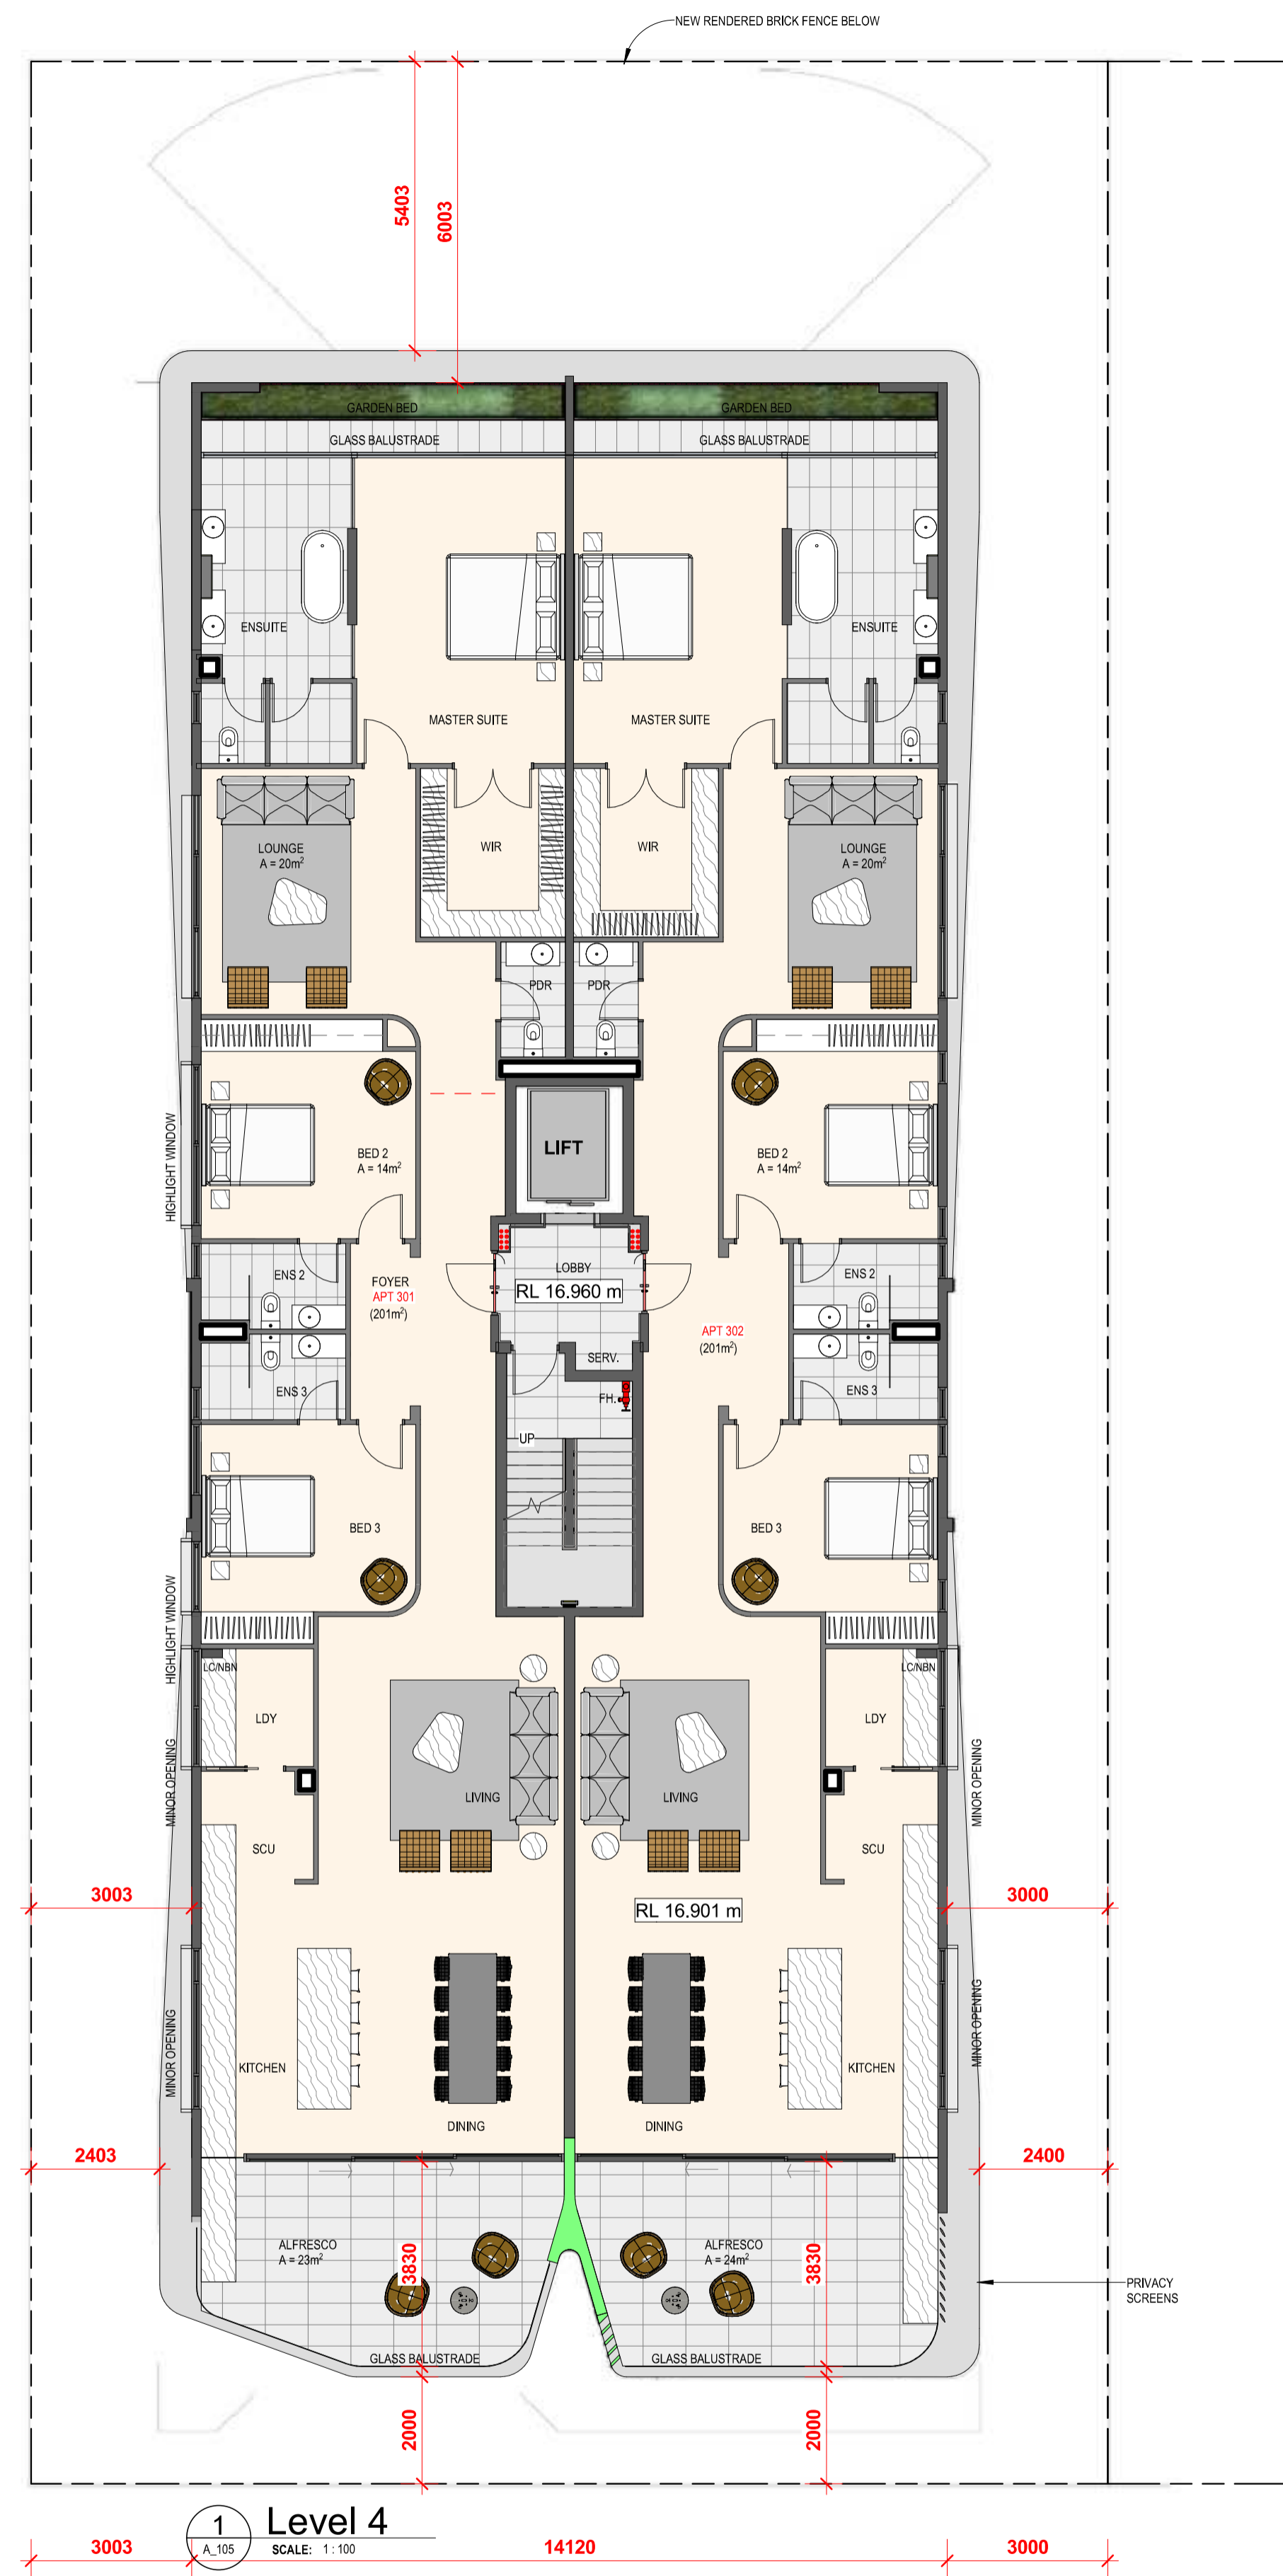 NEW RENDERED BRICK FENCE BELOW
5403
6003
GARDEN BED
GARDEN BED
GLASS BALUSTRADE
GLASS BALUSTRADE
ENSUITE
ENSUITE
MASTER SUITE
MASTER SUITE
LOUNGE
A = 20m²
WIR
WIR
LOUNGE
A = 20m²
PDR
PDR
HIGHLIGHT WINDOW
BED 2
A = 14m²
LIFT
BED 2
A = 14m²
ENS 2
FOYER
APT 301
(201m²)
LOBBY
RL 16.960 m
ENS 2
APT 302
(201m²)
SERV.
ENS 3
FH.
ENS 3
UP
BED 3
BED 3
HIGHLIGHT WINDOW
LC/NBN
LC/NBN
LDY
LDY
MINOR OPENING
MINOR OPENING
LIVING
LIVING
SCU
SCU
3003
RL 16.901 m
3000
MINOR OPENING
MINOR OPENING
KITCHEN
KITCHEN
DINING
DINING
2403
2400
ALFRESCO
A = 23m²
3830
ALFRESCO
A = 24m²
3830
PRIVACY
SCREENS
GLASS BALUSTRADE
GLASS BALUSTRADE
2000
2000
1
A_105
Level 4
SCALE: 1 : 100
3003
14120
3000